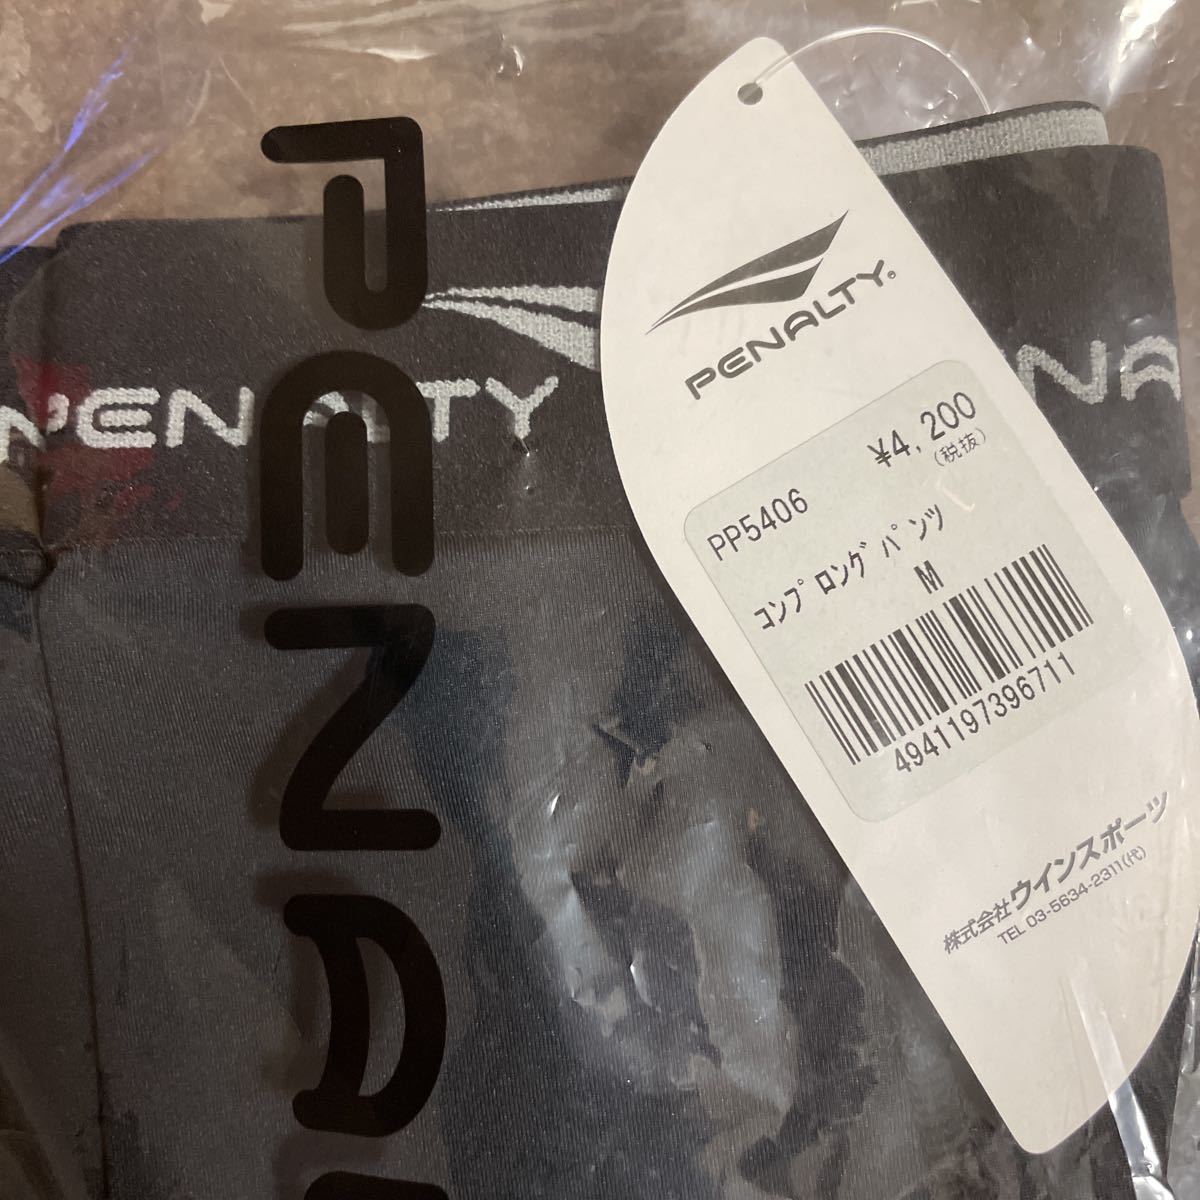 PENALTY
PENALTY
PENA
PENA
PENALTY®
¥4,200
(税抜)
PP5406
コンプ ロング パンツ
M
4941197396711
株式会社ウインスポーツ
TEL 03-5634-2311(代)